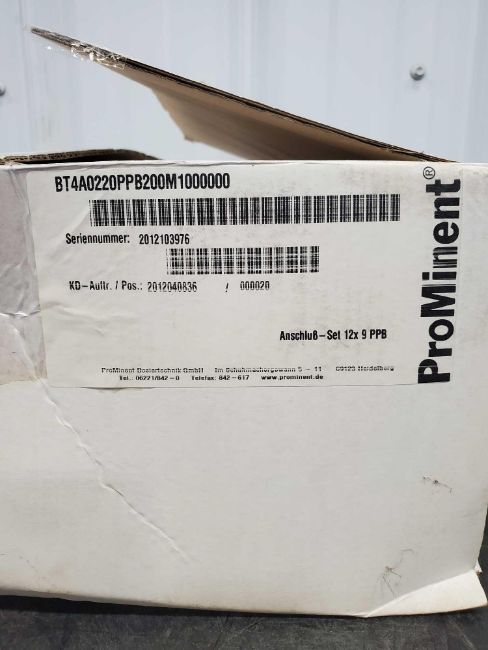 BT4A0220PPB200M1000000
Seriennummer: 2012103976
KD-Auftr. / Pos.: 2012040836 / 000020
Anschluß-Set 12x 9 PPB
ProMinent Dosiertechnik GmbH Im Schuhmachergewann 5 - 11 69123 Heidelberg
Tel.: 06221/842-0 Telefax: 842-617 www.prominent.de
ProMinent®